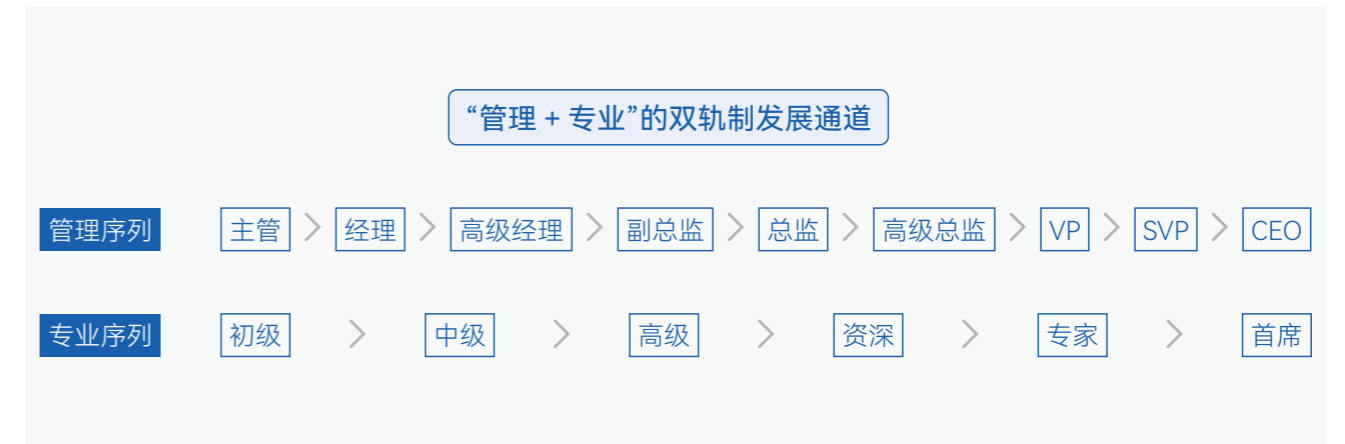 “管理 + 专业”的双轨制发展通道
管理序列 主管 > 经理 > 高级经理 > 副总监 > 总监 > 高级总监 > VP > SVP > CEO
专业序列 初级 > 中级 > 高级 > 资深 > 专家 > 首席